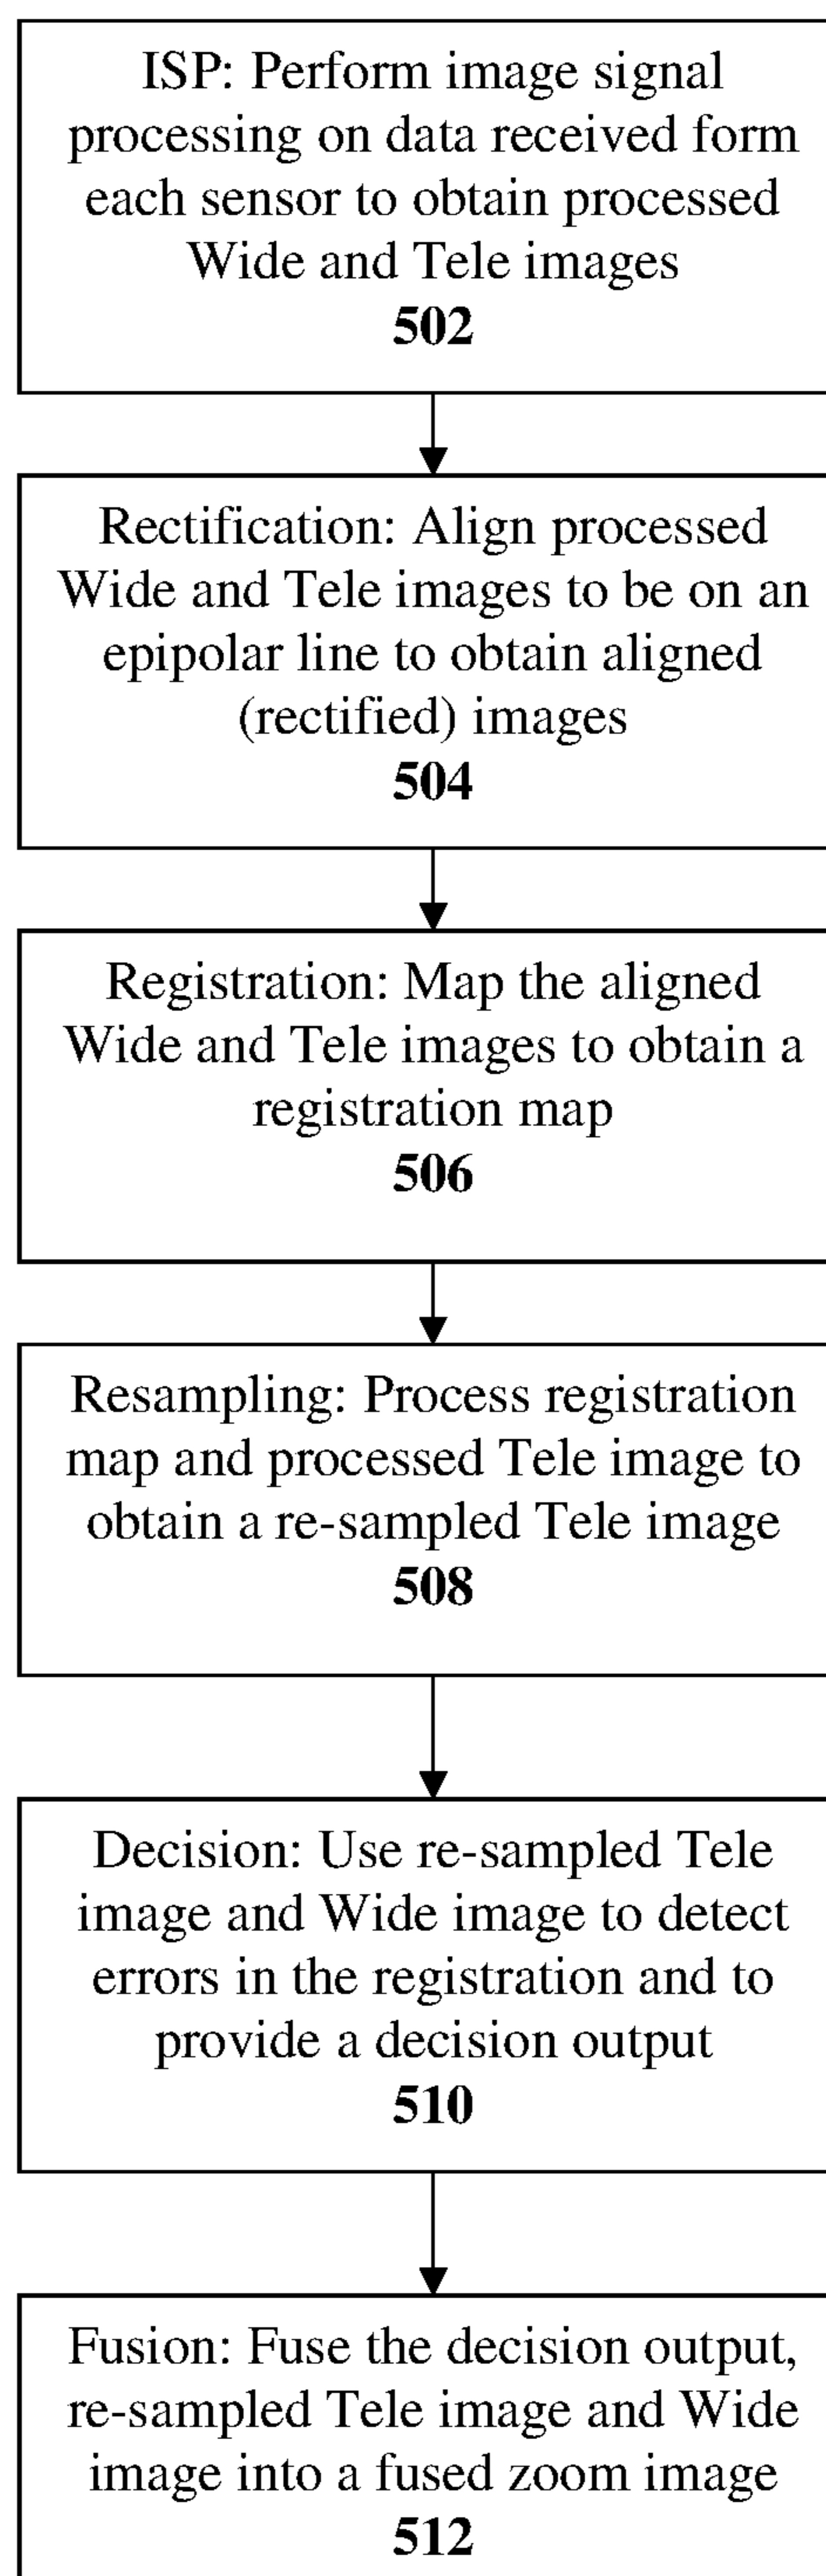 ISP: Perform image signal
processing on data received form
each sensor to obtain processed
Wide and Tele images
502
Rectification: Align processed
Wide and Tele images to be on an
epipolar line to obtain aligned
(rectified) images
504
Registration: Map the aligned
Wide and Tele images to obtain a
registration map
506
Resampling: Process registration
map and processed Tele image to
obtain a re-sampled Tele image
508
Decision: Use re-sampled Tele
image and Wide image to detect
errors in the registration and to
provide a decision output
510
Fusion: Fuse the decision output,
re-sampled Tele image and Wide
image into a fused zoom image
512